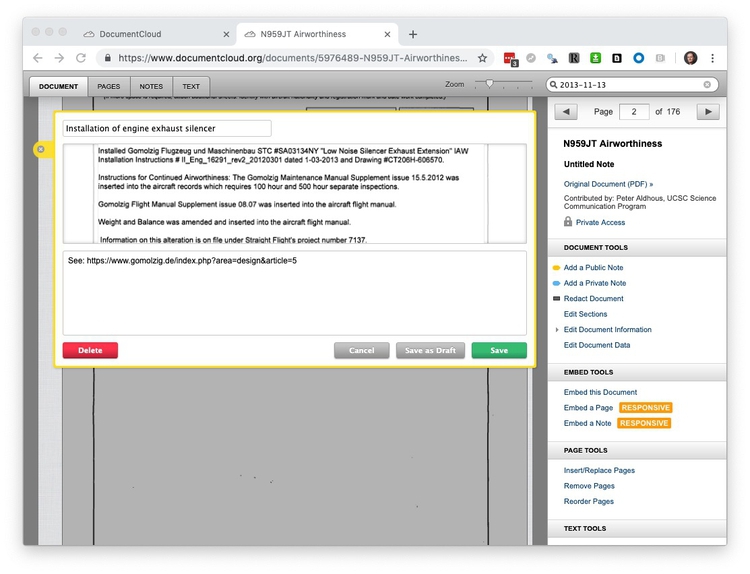 DocumentCloud
N959JT Airworthiness
https://www.documentcloud.org/documents/5976489-N959JT-Airworthines...
3
DOCUMENT
PAGES
NOTES
TEXT
Zoom
2013-11-13
Page 2 of 176
Installation of engine exhaust silencer
Installed Gomolzig Flugzeug und Maschinenbau STC #SA03134NY "Low Noise Silencer Exhaust Extension" IAW
Installation Instructions # II_Eng_16291_rev2_20120301 dated 1-03-2013 and Drawing #CT206H-606570.
Instructions for Continued Airworthiness: The Gomolzig Maintenance Manual Supplement issue 15.5.2012 was
inserted into the aircraft records which requires 100 hour and 500 hour separate inspections.
Gomolzig Flight Manual Supplement issue 08.07 was inserted into the aircraft flight manual.
Weight and Balance was amended and inserted into the aircraft flight manual.
Information on this alteration is on file under Straight Flight's project number 7137.
See: https://www.gomolzig.de/index.php?area=design&article=5
Delete
Cancel
Save as Draft
Save
N959JT Airworthiness
Untitled Note
Original Document (PDF) »
Contributed by: Peter Aldhous, UCSC Science
Communication Program
Private Access
DOCUMENT TOOLS
Add a Public Note
Add a Private Note
Redact Document
Edit Sections
Edit Document Information
Edit Document Data
EMBED TOOLS
Embed this Document
Embed a Page RESPONSIVE
Embed a Note RESPONSIVE
PAGE TOOLS
Insert/Replace Pages
Remove Pages
Reorder Pages
TEXT TOOLS